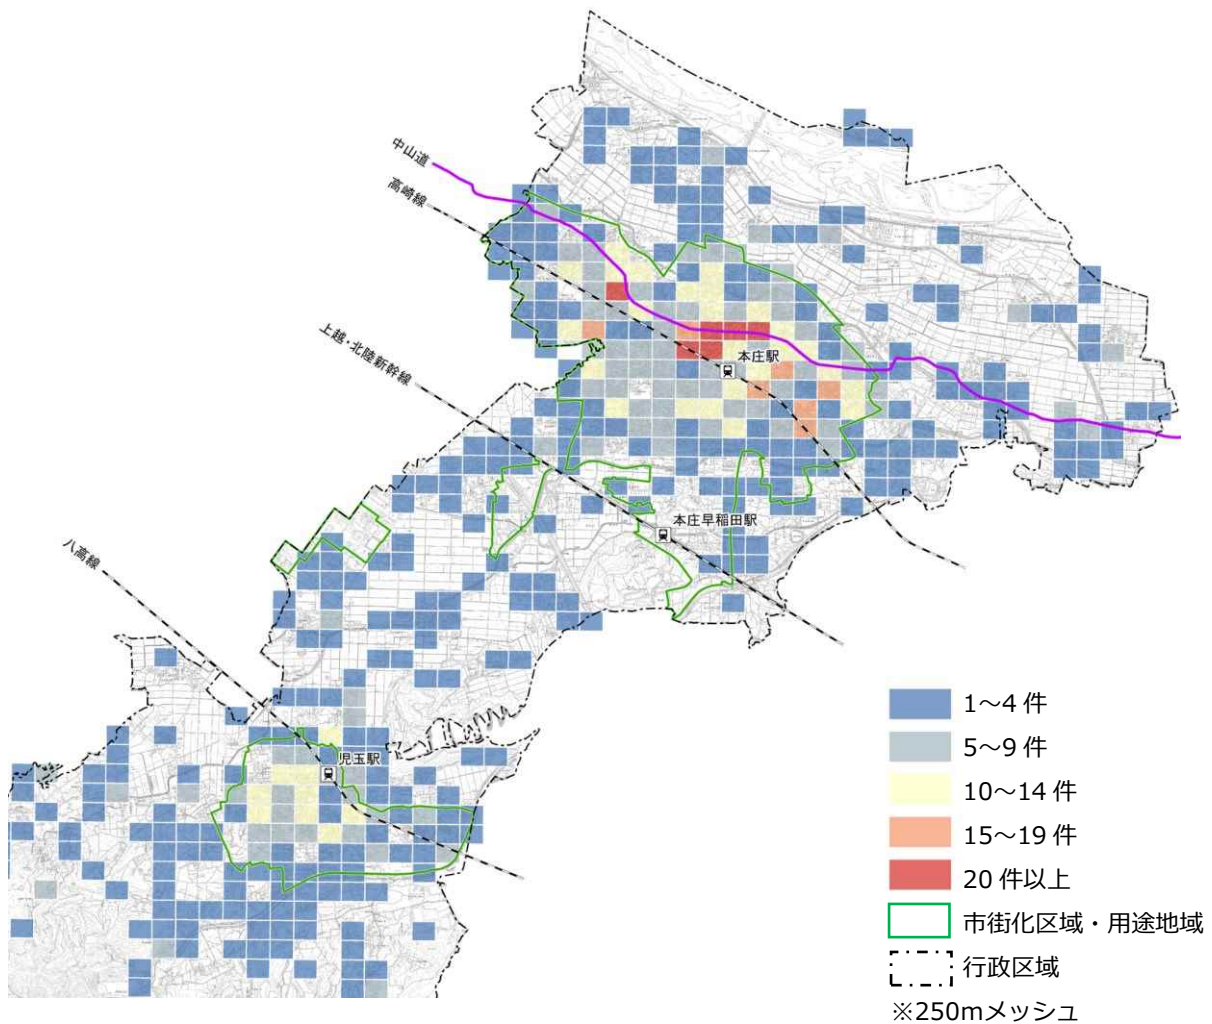 中山道
高崎線
上越・北陸新幹線
本庄駅
本庄早稲田駅
八高線
児玉駅
1～4 件
5～9 件
10～14 件
15～19 件
20 件以上
市街化区域・用途地域
行政区域
※250mメッシュ